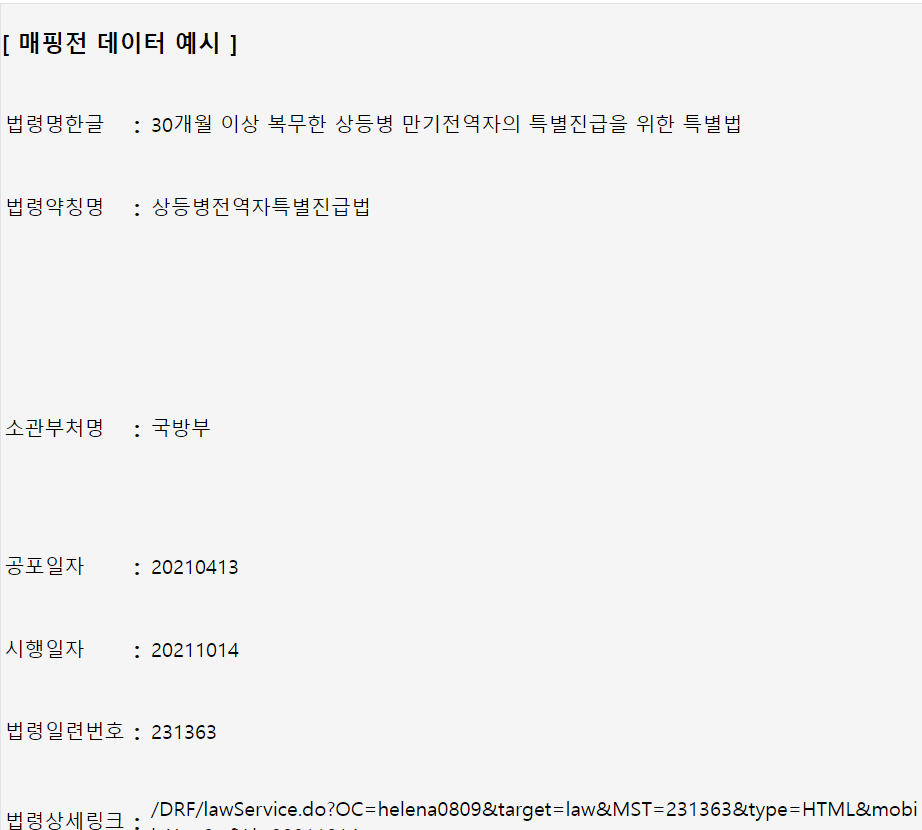 [ 매핑전 데이터 예시 ]
법령명한글 : 30개월 이상 복무한 상등병 만기전역자의 특별진급을 위한 특별법
법령약칭명 : 상등병전역자특별진급법
소관부처명 : 국방부
공포일자 : 20210413
시행일자 : 20211014
법령일련번호 : 231363
법령상세링크 : /DRF/lawService.do?OC=helena0809&target=law&MST=231363&type=HTML&mobi